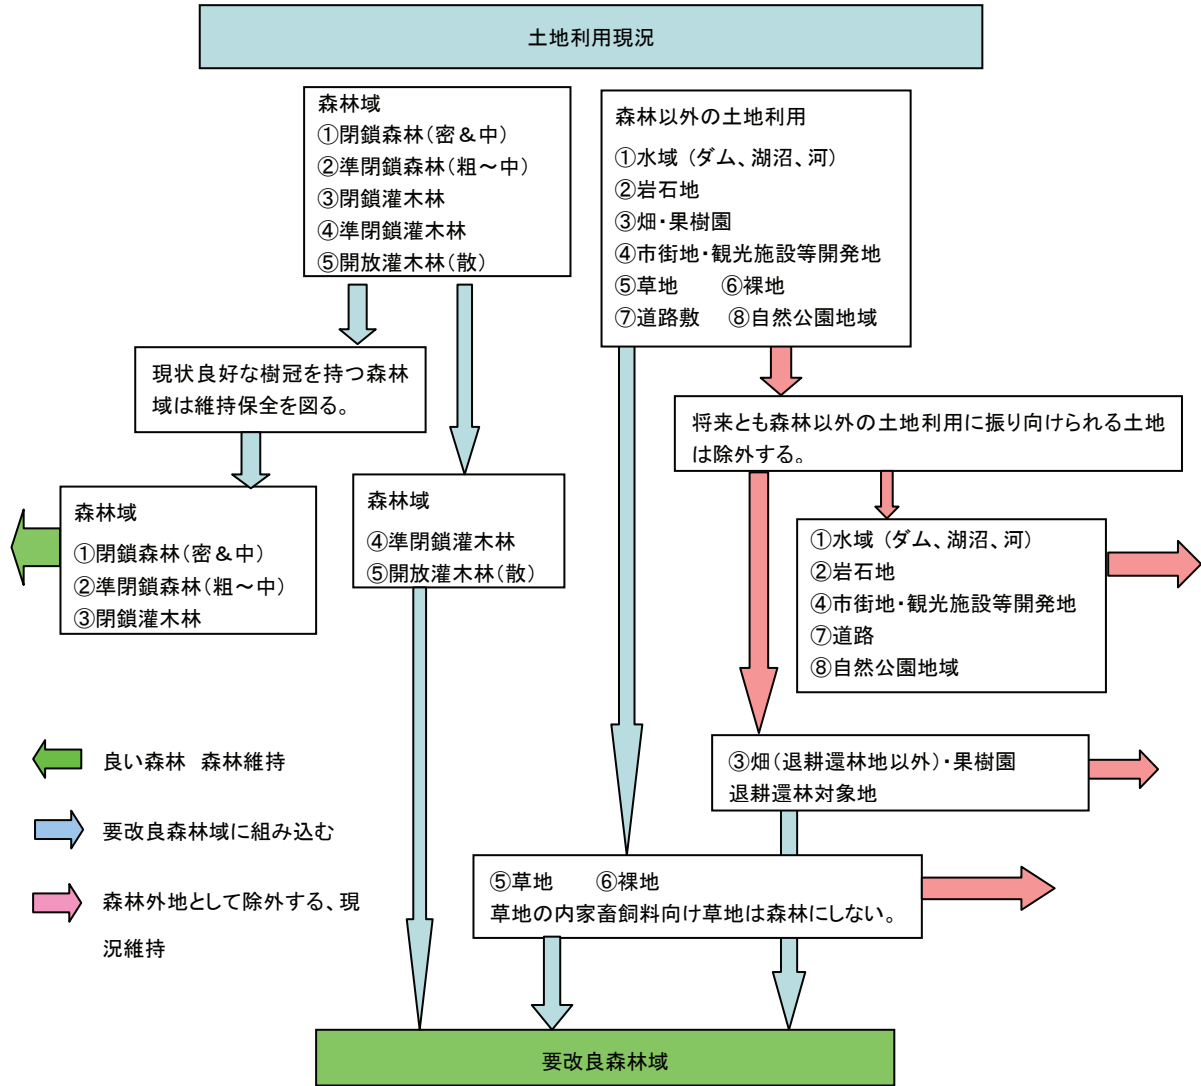 土地利用現況
森林域
①閉鎖森林(密&中)
②準閉鎖森林(粗~中)
③閉鎖灌木林
④準閉鎖灌木林
⑤開放灌木林(散)
森林以外の土地利用
①水域 (ダム、湖沼、河)
②岩石地
③畑・果樹園
④市街地・観光施設等開発地
⑤草地 ⑥裸地
⑦道路敷 ⑧自然公園地域
現状良好な樹冠を持つ森林
域は維持保全を図る。
将来とも森林以外の土地利用に振り向けられる土地
は除外する。
森林域
①閉鎖森林(密&中)
②準閉鎖森林(粗~中)
③閉鎖灌木林
森林域
④準閉鎖灌木林
⑤開放灌木林(散)
①水域 (ダム、湖沼、河)
②岩石地
④市街地・観光施設等開発地
⑦道路
⑧自然公園地域
③畑(退耕還林地以外)・果樹園
退耕還林対象地
良い森林 森林維持
要改良森林域に組み込む
森林外地として除外する、現
況維持
⑤草地 ⑥裸地
草地の内家畜飼料向け草地は森林にしない。
要改良森林域